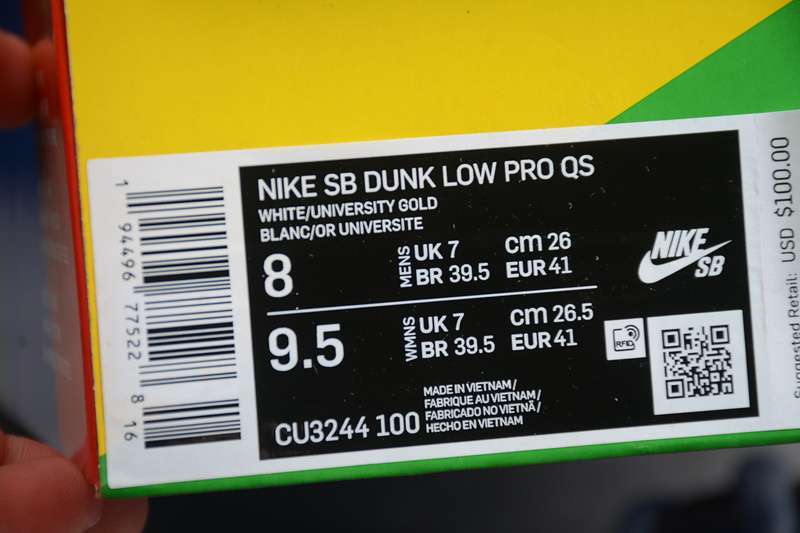 NIKE SB DUNK LOW PRO QS
WHITE/UNIVERSITY GOLD
BLANC/OR UNIVERSITE
8 MENS UK 7 cm 26
BR 39.5 EUR 41
9.5 WMNS UK 7 cm 26.5
BR 39.5 EUR 41
NIKE
SB
RFID
CU3244 100
MADE IN VIETNAM /
FABRIQUE AU VIETNAM /
FABRICADO NO VIETNÃ /
HECHO EN VIETNAM
1 94496 77522 8 16
Suggested Retail: USD $100.00